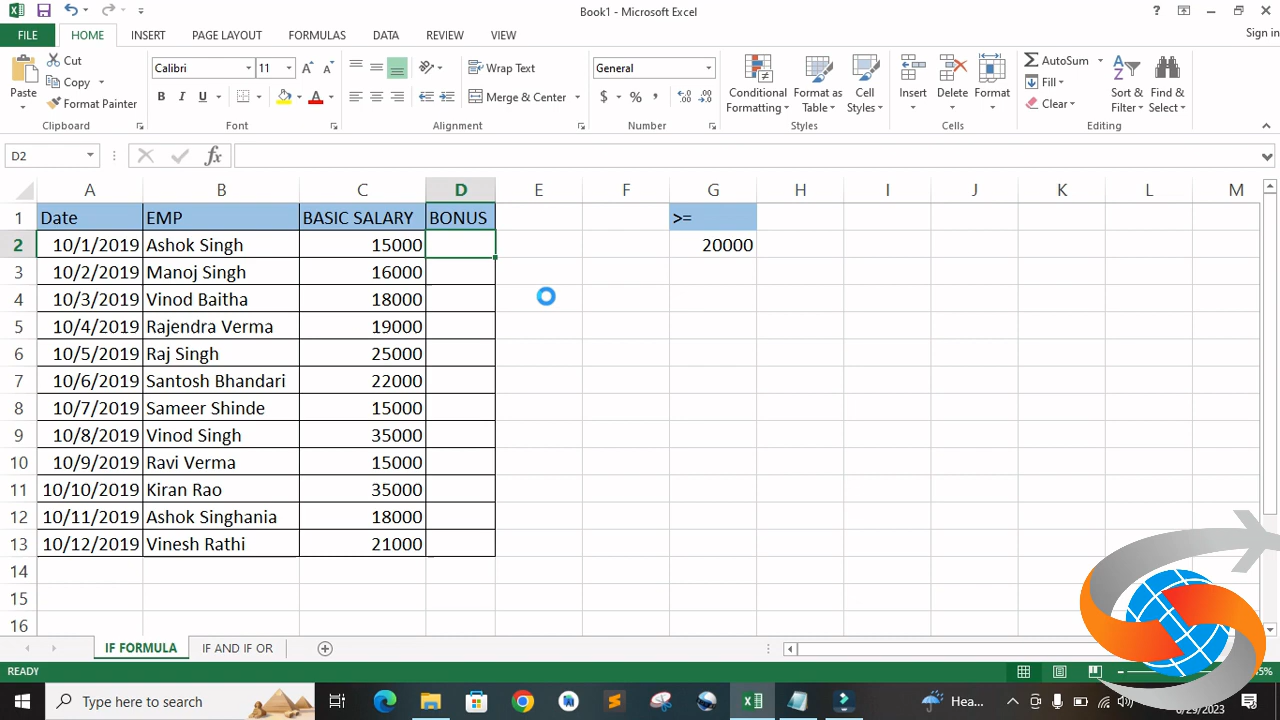 Book1 - Microsoft Excel
?
FILE HOME INSERT PAGE LAYOUT FORMULAS DATA REVIEW VIEW Sign in
Paste
Cut
Copy
Format Painter
Clipboard
Calibri 11
B I U
Font
Wrap Text
Merge & Center
Alignment
General
$ % ,
Number
Conditional Formatting
Format as Table
Cell Styles
Styles
Insert Delete Format
Cells
AutoSum
Fill
Clear
Sort & Filter
Find & Select
Editing
D2 fx
A B C D E F G H I J K L M
1 Date EMP BASIC SALARY BONUS >=
2 10/1/2019 Ashok Singh 15000 20000
3 10/2/2019 Manoj Singh 16000
4 10/3/2019 Vinod Baitha 18000
5 10/4/2019 Rajendra Verma 19000
6 10/5/2019 Raj Singh 25000
7 10/6/2019 Santosh Bhandari 22000
8 10/7/2019 Sameer Shinde 15000
9 10/8/2019 Vinod Singh 35000
10 10/9/2019 Ravi Verma 15000
11 10/10/2019 Kiran Rao 35000
12 10/11/2019 Ashok Singhania 18000
13 10/12/2019 Vinesh Rathi 21000
14
15
16
IF FORMULA IF AND IF OR
READY
Type here to search
Hea...
6/29/2023